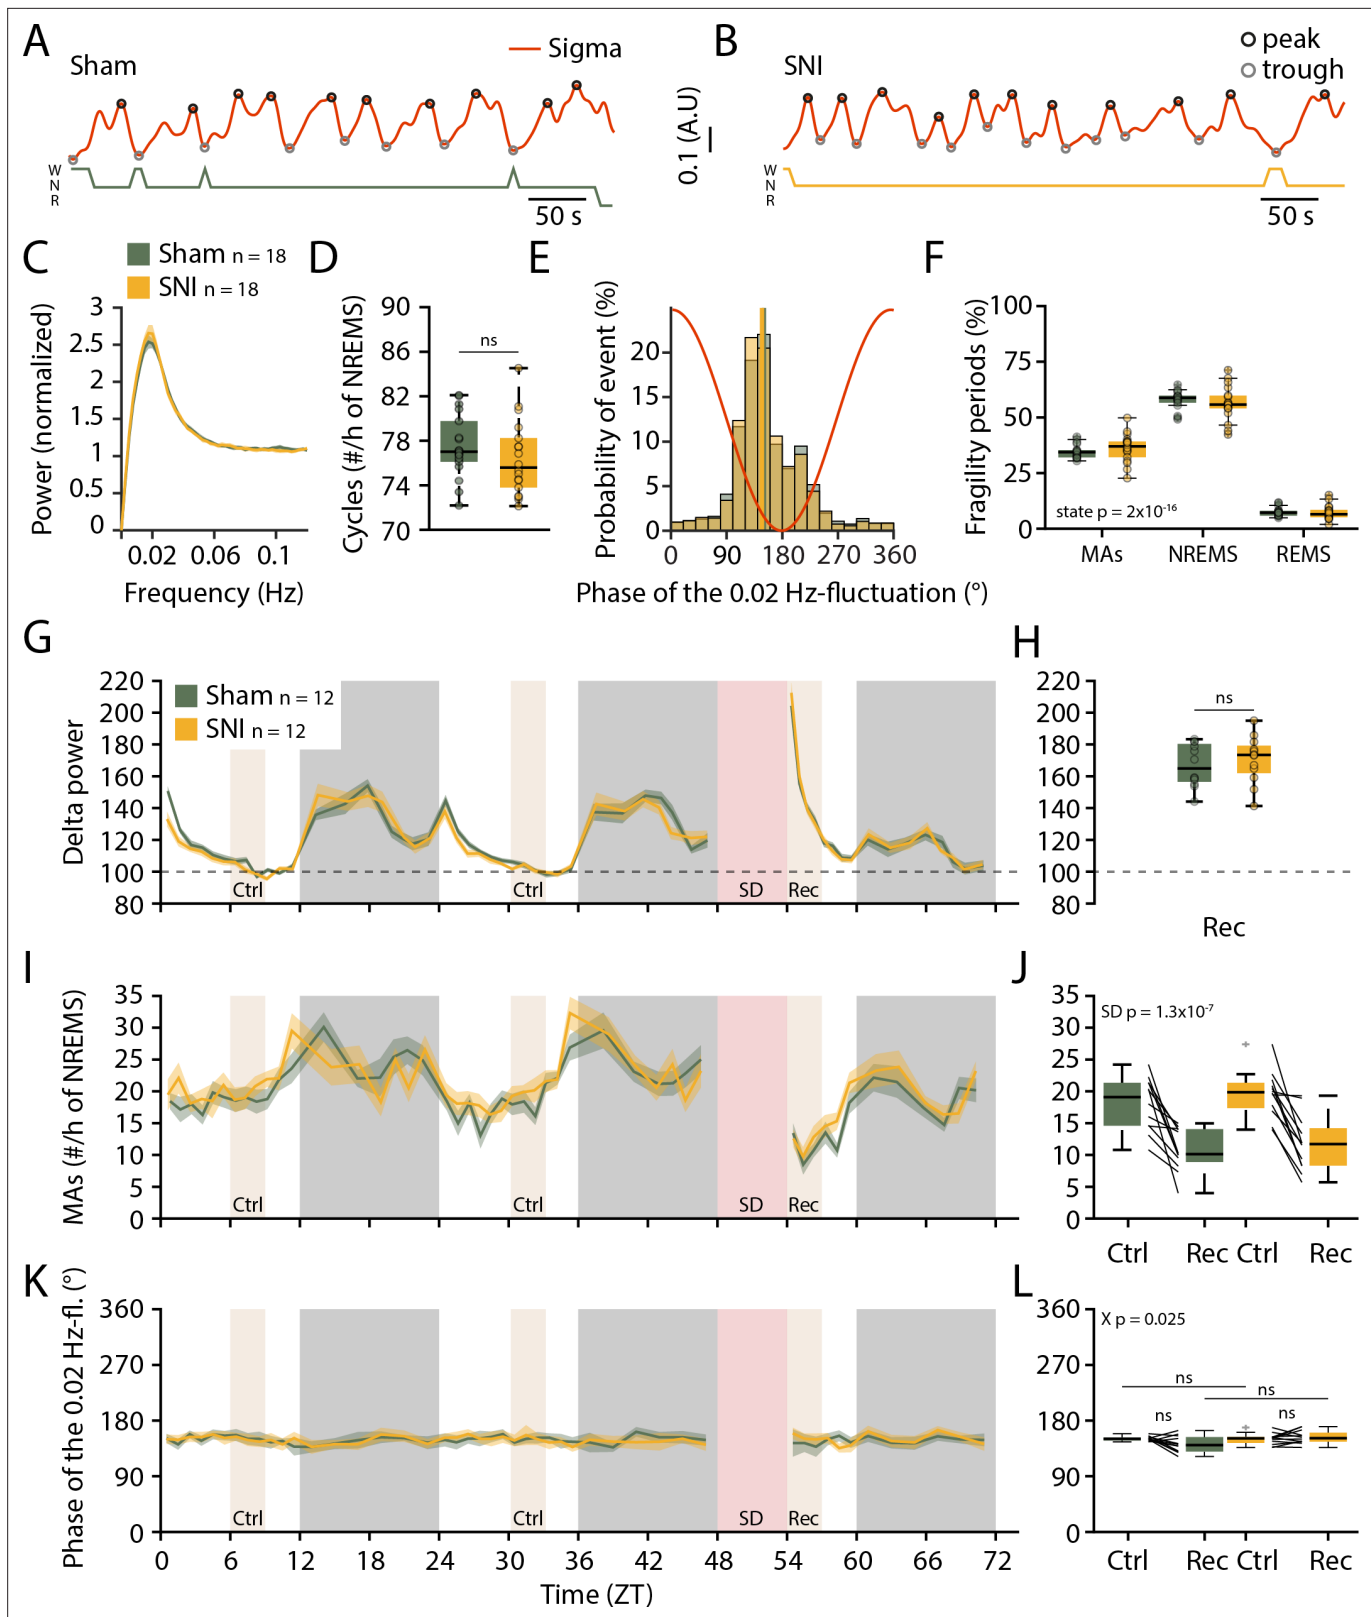 A
Sham
Sigma
W
N
R
50 s
B
SNI
peak
trough
0.1 (A.U)
50 s
C
Sham n = 18
SNI n = 18
Power (normalized)
3
2.5
2
1
1
0.5
0
0.02 0.06 0.1
Frequency (Hz)
D
Cycles (#/h of NREMS)
90
86
82
78
74
70
ns
E
Probability of event (%)
20
15
10
5
0
0 90 180 270 360
Phase of the 0.02 Hz-fluctuation (°)
F
Fragility periods (%)
100
75
50
25
0
state p = 2x10-16
MAs NREMS REMS
G
Sham n = 12
SNI n = 12
Delta power
220
200
180
160
140
120
100
80
Ctrl Ctrl SD Rec
H
220
200
180
160
140
120
100
80
ns
Rec
I
MAs (#/h of NREMS)
35
30
25
20
15
10
5
0
Ctrl Ctrl SD Rec
J
35
30
25
20
15
10
5
0
SD p = 1.3x10-7
Ctrl Rec Ctrl Rec
K
Phase of the 0.02 Hz-fl. (°)
360
270
180
90
0
Ctrl Ctrl SD Rec
0 6 12 18 24 30 36 42 48 54 60 66 72
Time (ZT)
L
360
270
180
90
0
X p = 0.025
ns
ns
ns ns
Ctrl Rec Ctrl Rec
W
N
R